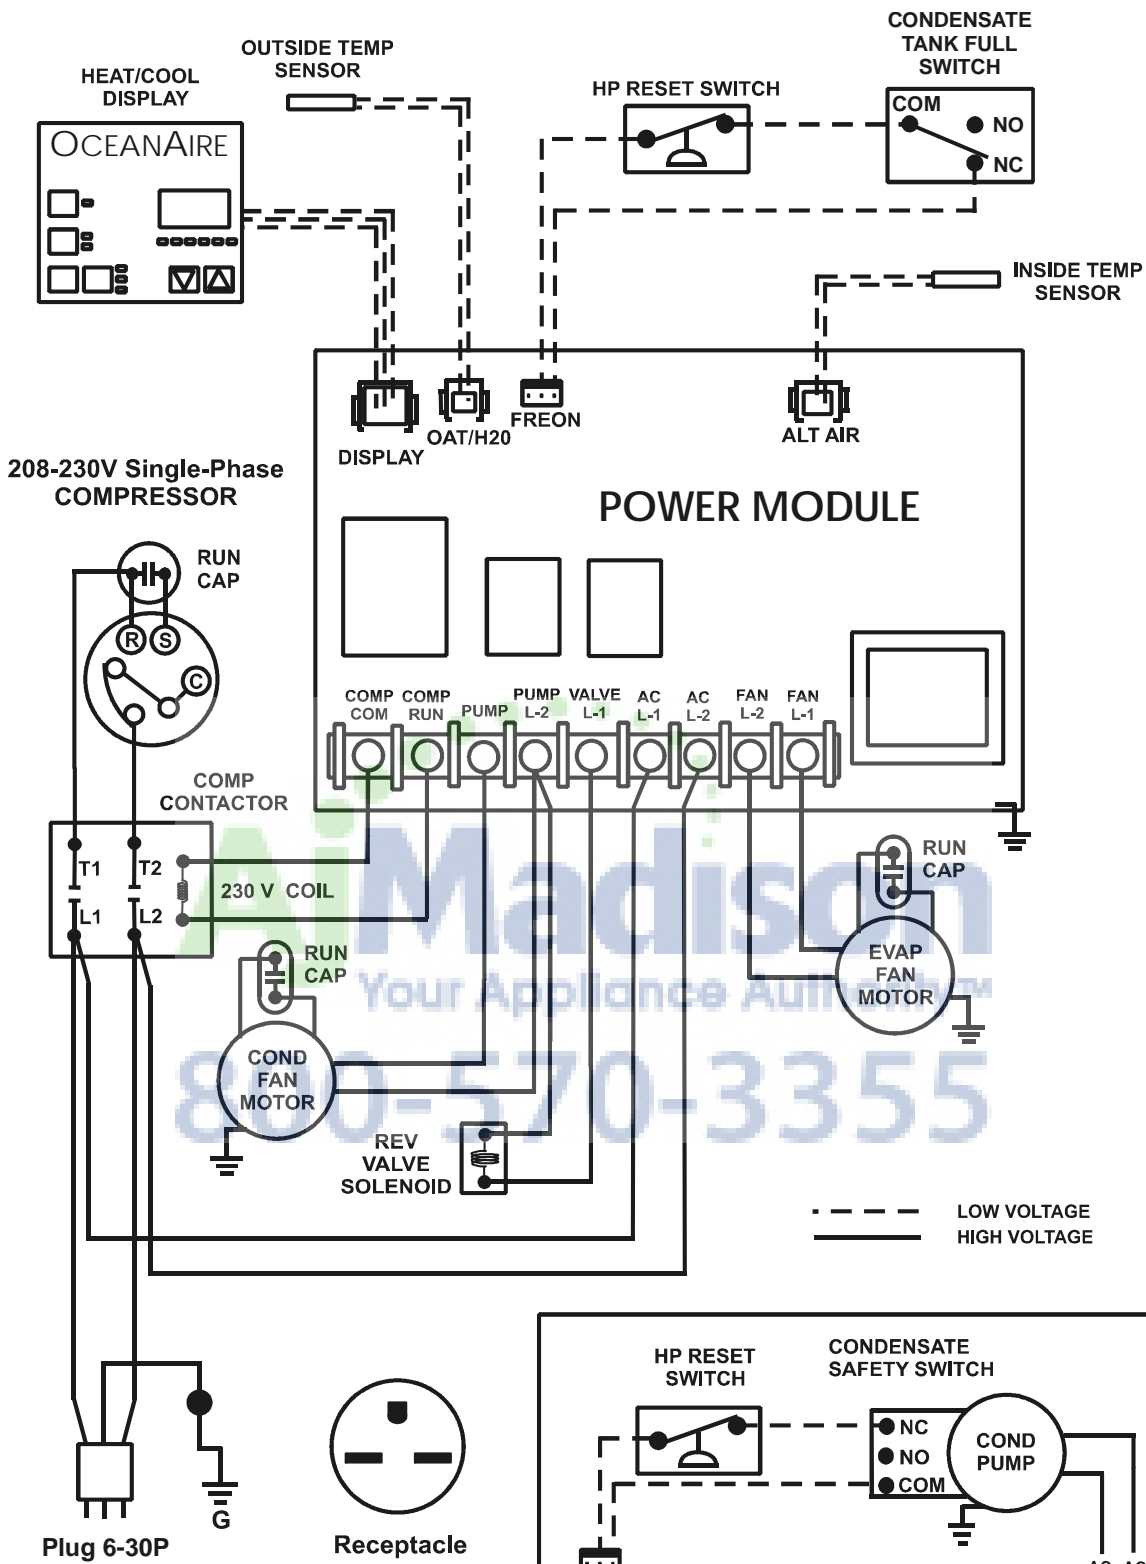 CONDENSATE
TANK FULL
SWITCH
OUTSIDE TEMP
SENSOR
HEAT/COOL
DISPLAY
HP RESET SWITCH
COM
NO
NC
OCEANAIRE
INSIDE TEMP
SENSOR
DISPLAY
OAT/H20
FREON
ALT AIR
208-230V Single-Phase
COMPRESSOR
POWER MODULE
RUN
CAP
R
S
C
COMP
COM
COMP
RUN
PUMP
PUMP
L-2
VALVE
L-1
AC
L-1
AC
L-2
FAN
L-2
FAN
L-1
COMP
CONTACTOR
T1
T2
L1
L2
230 V COIL
RUN
CAP
COND
FAN
MOTOR
RUN
CAP
EVAP
FAN
MOTOR
AiMadison
Your Appliance Authority™
800-570-3355
REV
VALVE
SOLENOID
LOW VOLTAGE
HIGH VOLTAGE
G
Plug 6-30P
Receptacle
HP RESET
SWITCH
CONDENSATE
SAFETY SWITCH
NC
NO
COM
COND
PUMP